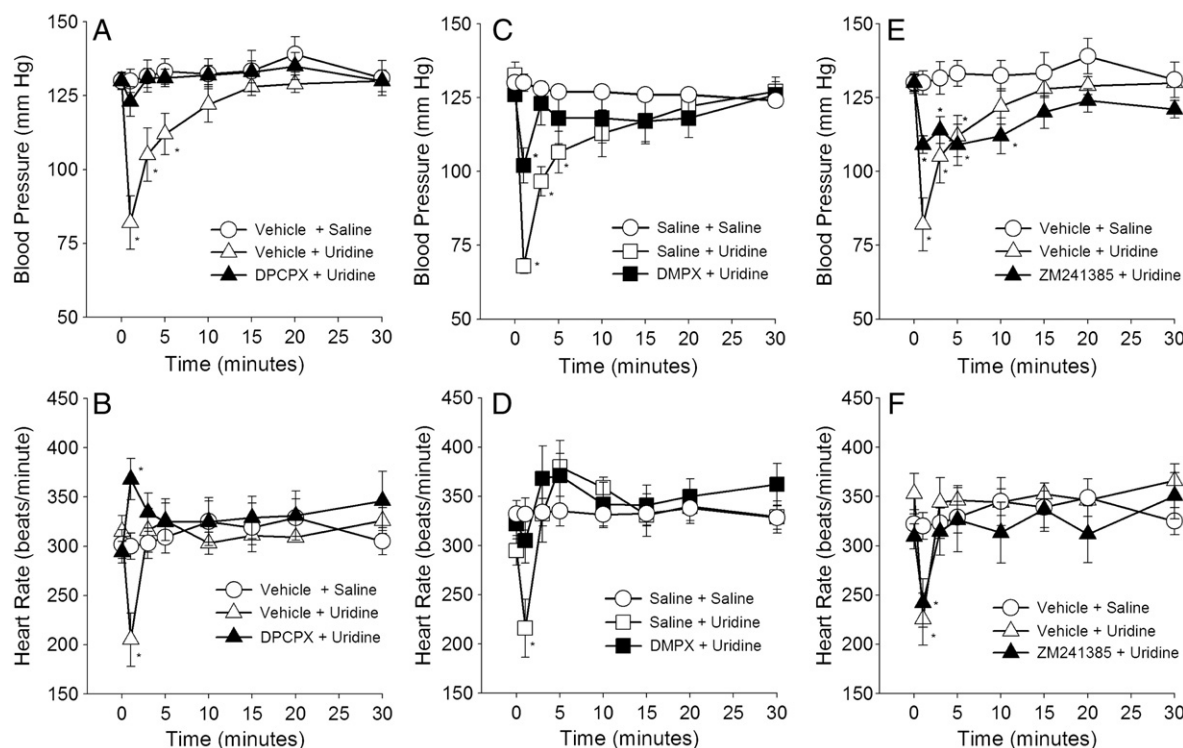 A
Blood Pressure (mm Hg)
150
125
100
75
50
Vehicle + Saline
Vehicle + Uridine
DPCPX + Uridine
0 5 10 15 20 25 30
Time (minutes)
C
Blood Pressure (mm Hg)
150
125
100
75
50
Saline + Saline
Saline + Uridine
DMPX + Uridine
0 5 10 15 20 25 30
Time (minutes)
E
Blood Pressure (mm Hg)
150
125
100
75
50
Vehicle + Saline
Vehicle + Uridine
ZM241385 + Uridine
0 5 10 15 20 25 30
Time (minutes)
B
Heart Rate (beats/minute)
450
400
350
300
250
200
150
Vehicle + Saline
Vehicle + Uridine
DPCPX + Uridine
0 5 10 15 20 25 30
Time (minutes)
D
Heart Rate (beats/minute)
450
400
350
300
250
200
150
Saline + Saline
Saline + Uridine
DMPX + Uridine
0 5 10 15 20 25 30
Time (minutes)
F
Heart Rate (beats/minute)
450
400
350
300
250
200
150
Vehicle + Saline
Vehicle + Uridine
ZM241385 + Uridine
0 5 10 15 20 25 30
Time (minutes)